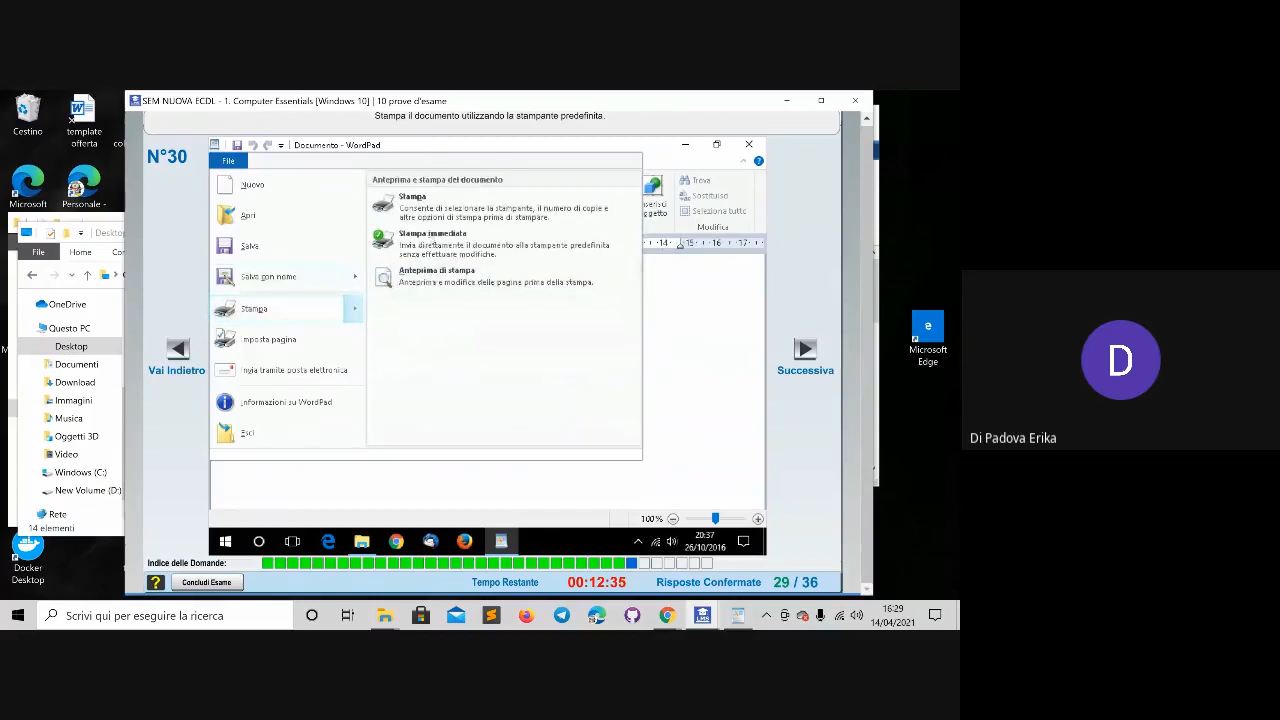 Cestino
template
offerta
Microsoft
Personale -
SEM NUOVA ECDL - 1. Computer Essentials [Windows 10] | 10 prove d'esame
Stampa il documento utilizzando la stampante predefinita.
N°30
Documento - WordPad
File
Nuovo
Apri
Salva
Salva con nome
Stampa
Imposta pagina
Invia tramite posta elettronica
Informazioni su WordPad
Esci
Anteprima e stampa del documento
Stampa
Consente di selezionare la stampante, il numero di copie e
altre opzioni di stampa prima di stampare.
Stampa immediata
Invia direttamente il documento alla stampante predefinita
senza effettuare modifiche.
Anteprima di stampa
Anteprima e modifica delle pagine prima della stampa.
Trova
Sostituisci
Seleziona tutto
Modifica
14 15 16 17
Vai Indietro
Successiva
100%
20:37
26/10/2016
Indice delle Domande:
Concludi Esame
Tempo Restante 00:12:35 Risposte Confermate 29 / 36
File Home
OneDrive
Questo PC
Desktop
Documenti
Download
Immagini
Musica
Oggetti 3D
Video
Windows (C:)
New Volume (D:)
Rete
14 elementi
Docker
Desktop
Microsoft
Edge
Scrivi qui per eseguire la ricerca
LMS
16:29
14/04/2021
D
Di Padova Erika